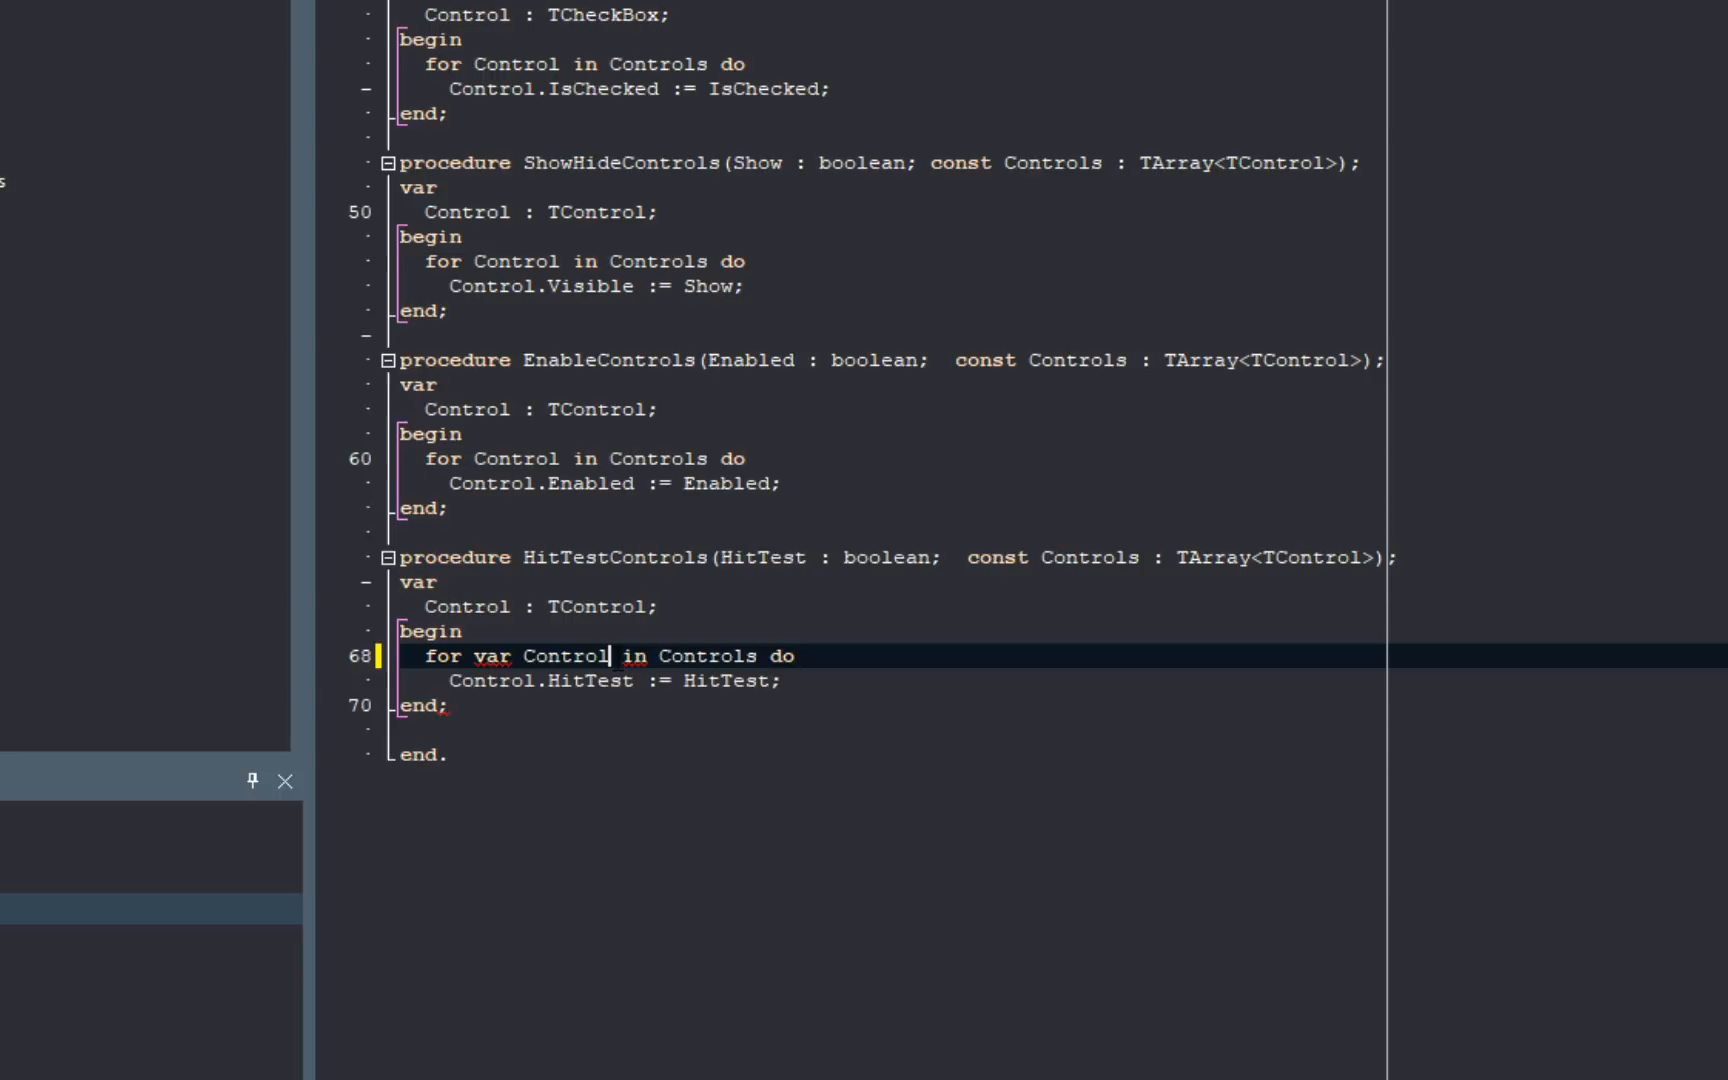 Control : TCheckBox;
begin
for Control in Controls do
Control.IsChecked := IsChecked;
end;
procedure ShowHideControls(Show : boolean; const Controls : TArray<TControl>);
s
var
50 Control : TControl;
begin
for Control in Controls do
Control.Visible := Show;
end;
procedure EnableControls(Enabled : boolean;  const Controls : TArray<TControl>);
var
Control : TControl;
begin
60 for Control in Controls do
Control.Enabled := Enabled;
end;
procedure HitTestControls(HitTest : boolean;  const Controls : TArray<TControl>);
var
Control : TControl;
begin
68 for var Control in Controls do
Control.HitTest := HitTest;
70 end;
end.